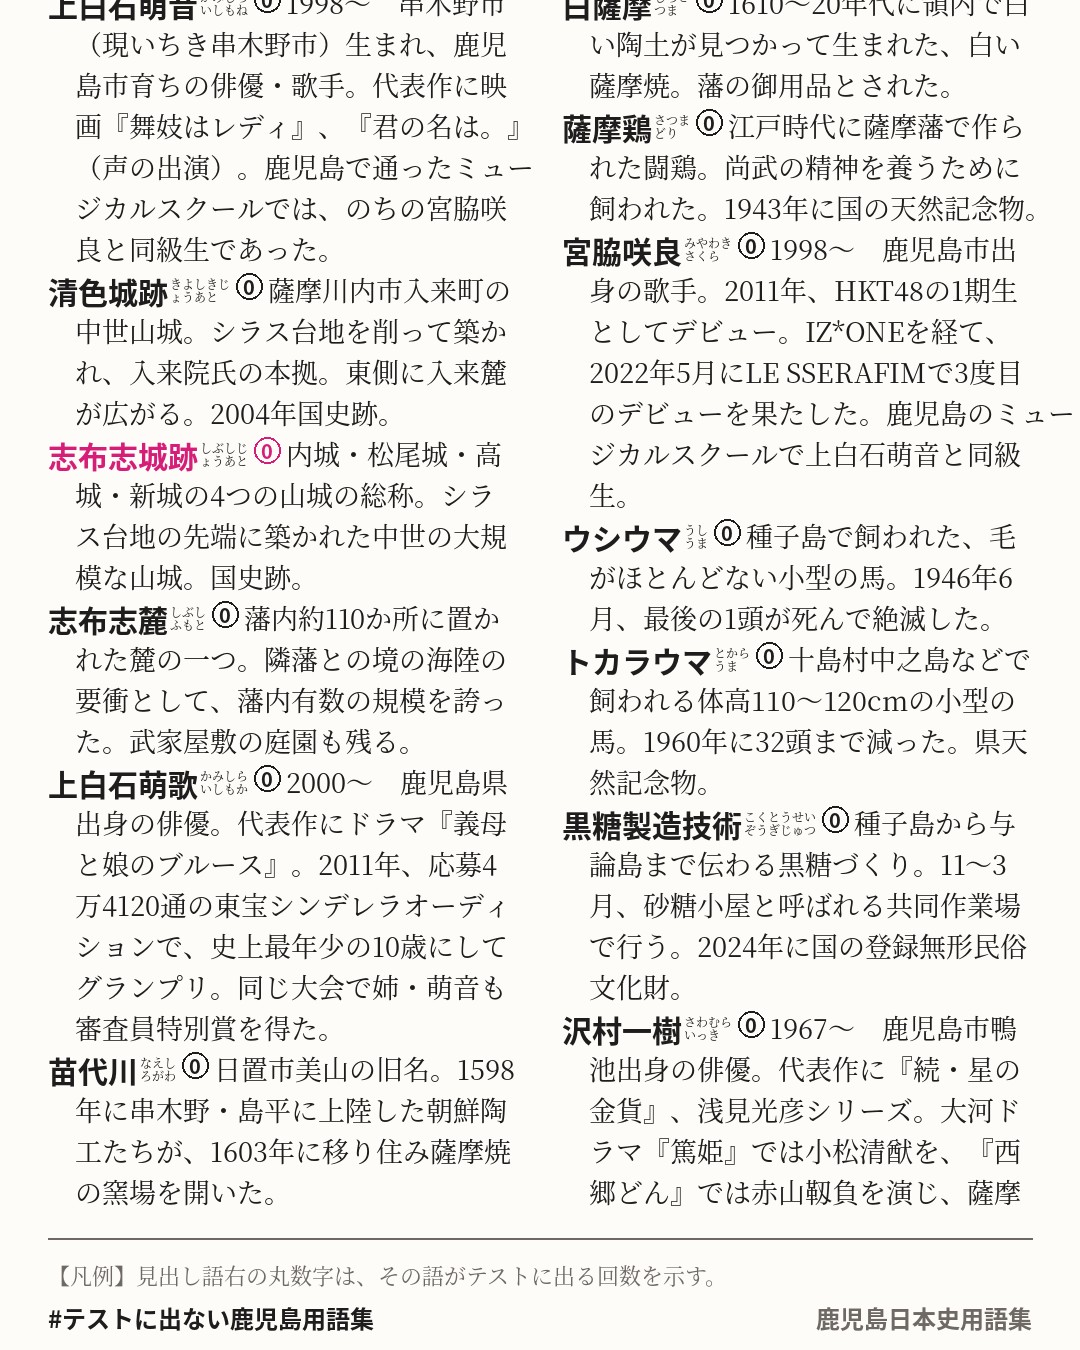 上白石萌音 かみしら いしもね ⓪ 1998〜　串木野市
（現いちき串木野市）生まれ、鹿児
島市育ちの俳優・歌手。代表作に映
画『舞妓はレディ』、『君の名は。』
（声の出演）。鹿児島で通ったミュー
ジカルスクールでは、のちの宮脇咲
良と同級生であった。
清色城跡 きよしきじ ょうあと ⓪ 薩摩川内市入来町の
中世山城。シラス台地を削って築か
れ、入来院氏の本拠。東側に入来麓
が広がる。2004年国史跡。
志布志城跡 しぶしじ ょうあと ⓪ 内城・松尾城・高
城・新城の4つの山城の総称。シラ
ス台地の先端に築かれた中世の大規
模な山城。国史跡。
志布志麓 しぶし ふもと ⓪ 藩内約110か所に置か
れた麓の一つ。隣藩との境の海陸の
要衝として、藩内有数の規模を誇っ
た。武家屋敷の庭園も残る。
上白石萌歌 かみしら いしもか ⓪ 2000〜　鹿児島県
出身の俳優。代表作にドラマ『義母
と娘のブルース』。2011年、応募4
万4120通の東宝シンデレラオーディ
ションで、史上最年少の10歳にして
グランプリ。同じ大会で姉・萌音も
審査員特別賞を得た。
苗代川 なえし ろがわ ⓪ 日置市美山の旧名。1598
年に串木野・島平に上陸した朝鮮陶
工たちが、1603年に移り住み薩摩焼
の窯場を開いた。
白薩摩 つま ⓪ 1610〜20年代に領内で白
い陶土が見つかって生まれた、白い
薩摩焼。藩の御用品とされた。
薩摩鶏 さつま どり ⓪ 江戸時代に薩摩藩で作ら
れた闘鶏。尚武の精神を養うために
飼われた。1943年に国の天然記念物。
宮脇咲良 みやわき さくら ⓪ 1998〜　鹿児島市出
身の歌手。2011年、HKT48の1期生
としてデビュー。IZ*ONEを経て、
2022年5月にLE SSERAFIMで3度目
のデビューを果たした。鹿児島のミュー
ジカルスクールで上白石萌音と同級
生。
ウシウマ うし うま ⓪ 種子島で飼われた、毛
がほとんどない小型の馬。1946年6
月、最後の1頭が死んで絶滅した。
トカラウマ とから うま ⓪ 十島村中之島などで
飼われる体高110〜120cmの小型の
馬。1960年に32頭まで減った。県天
然記念物。
黒糖製造技術 こくとうせい ぞうぎじゅつ ⓪ 種子島から与
論島まで伝わる黒糖づくり。11〜3
月、砂糖小屋と呼ばれる共同作業場
で行う。2024年に国の登録無形民俗
文化財。
沢村一樹 さわむら いっき ⓪ 1967〜　鹿児島市鴨
池出身の俳優。代表作に『続・星の
金貨』、浅見光彦シリーズ。大河ド
ラマ『篤姫』では小松清猷を、『西
郷どん』では赤山靱負を演じ、薩摩
【凡例】見出し語右の丸数字は、その語がテストに出る回数を示す。
#テストに出ない鹿児島用語集
鹿児島日本史用語集